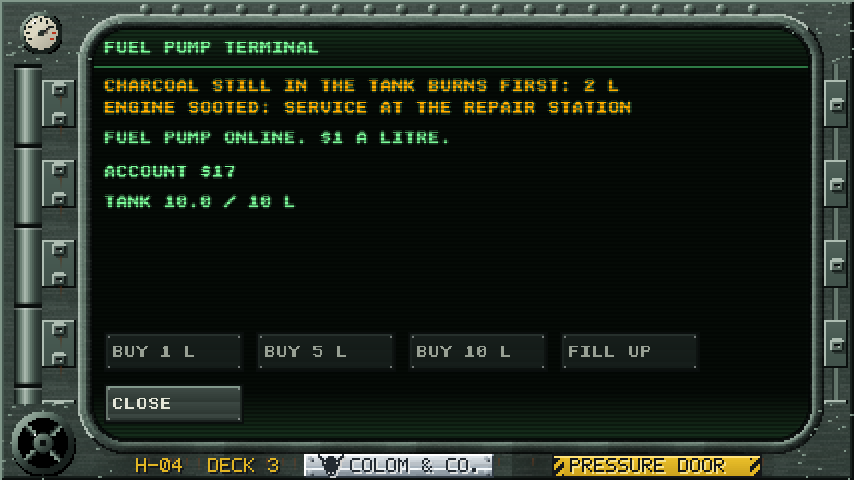 FUEL PUMP TERMINAL
CHARCOAL STILL IN THE TANK BURNS FIRST: 2 L
ENGINE SOOTED: SERVICE AT THE REPAIR STATION
FUEL PUMP ONLINE. $1 A LITRE.
ACCOUNT $17
TANK 10.0 / 10 L
BUY 1 L
BUY 5 L
BUY 10 L
FILL UP
CLOSE
H-04 DECK 3
COLOM & CO.
PRESSURE DOOR